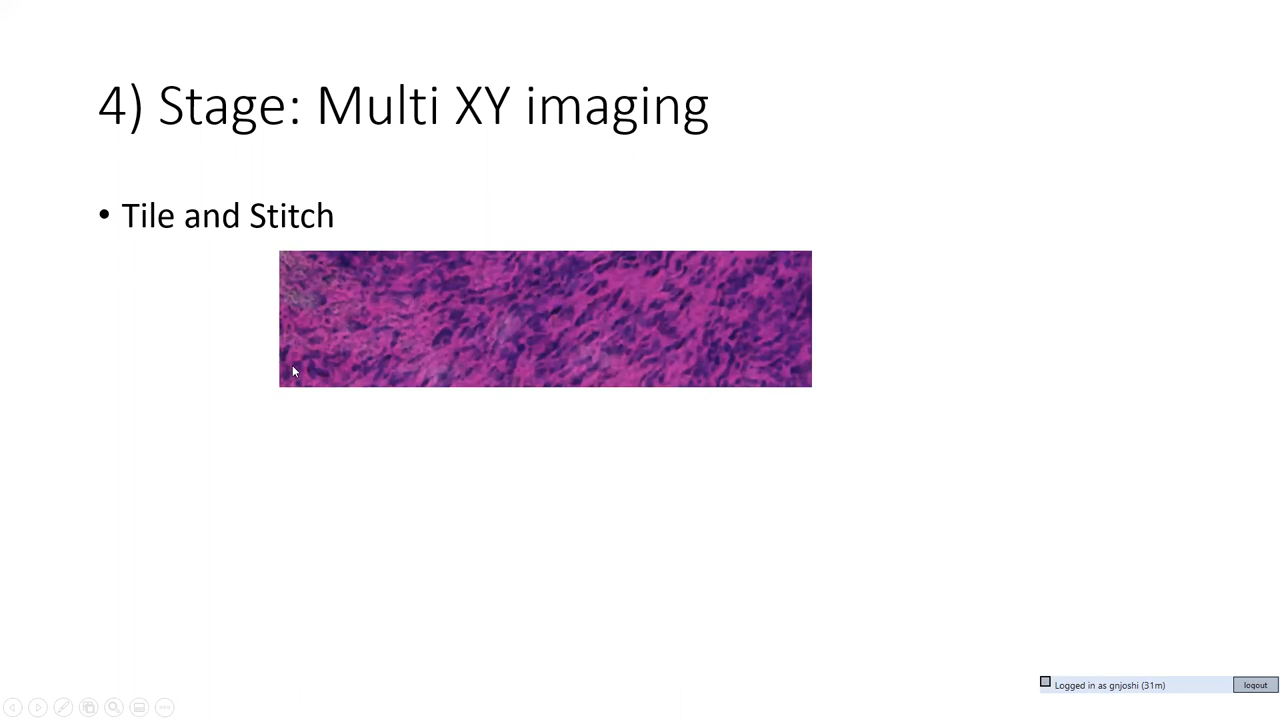 4) Stage: Multi XY imaging
• Tile and Stitch
Logged in as gnjoshi (31m)
logout